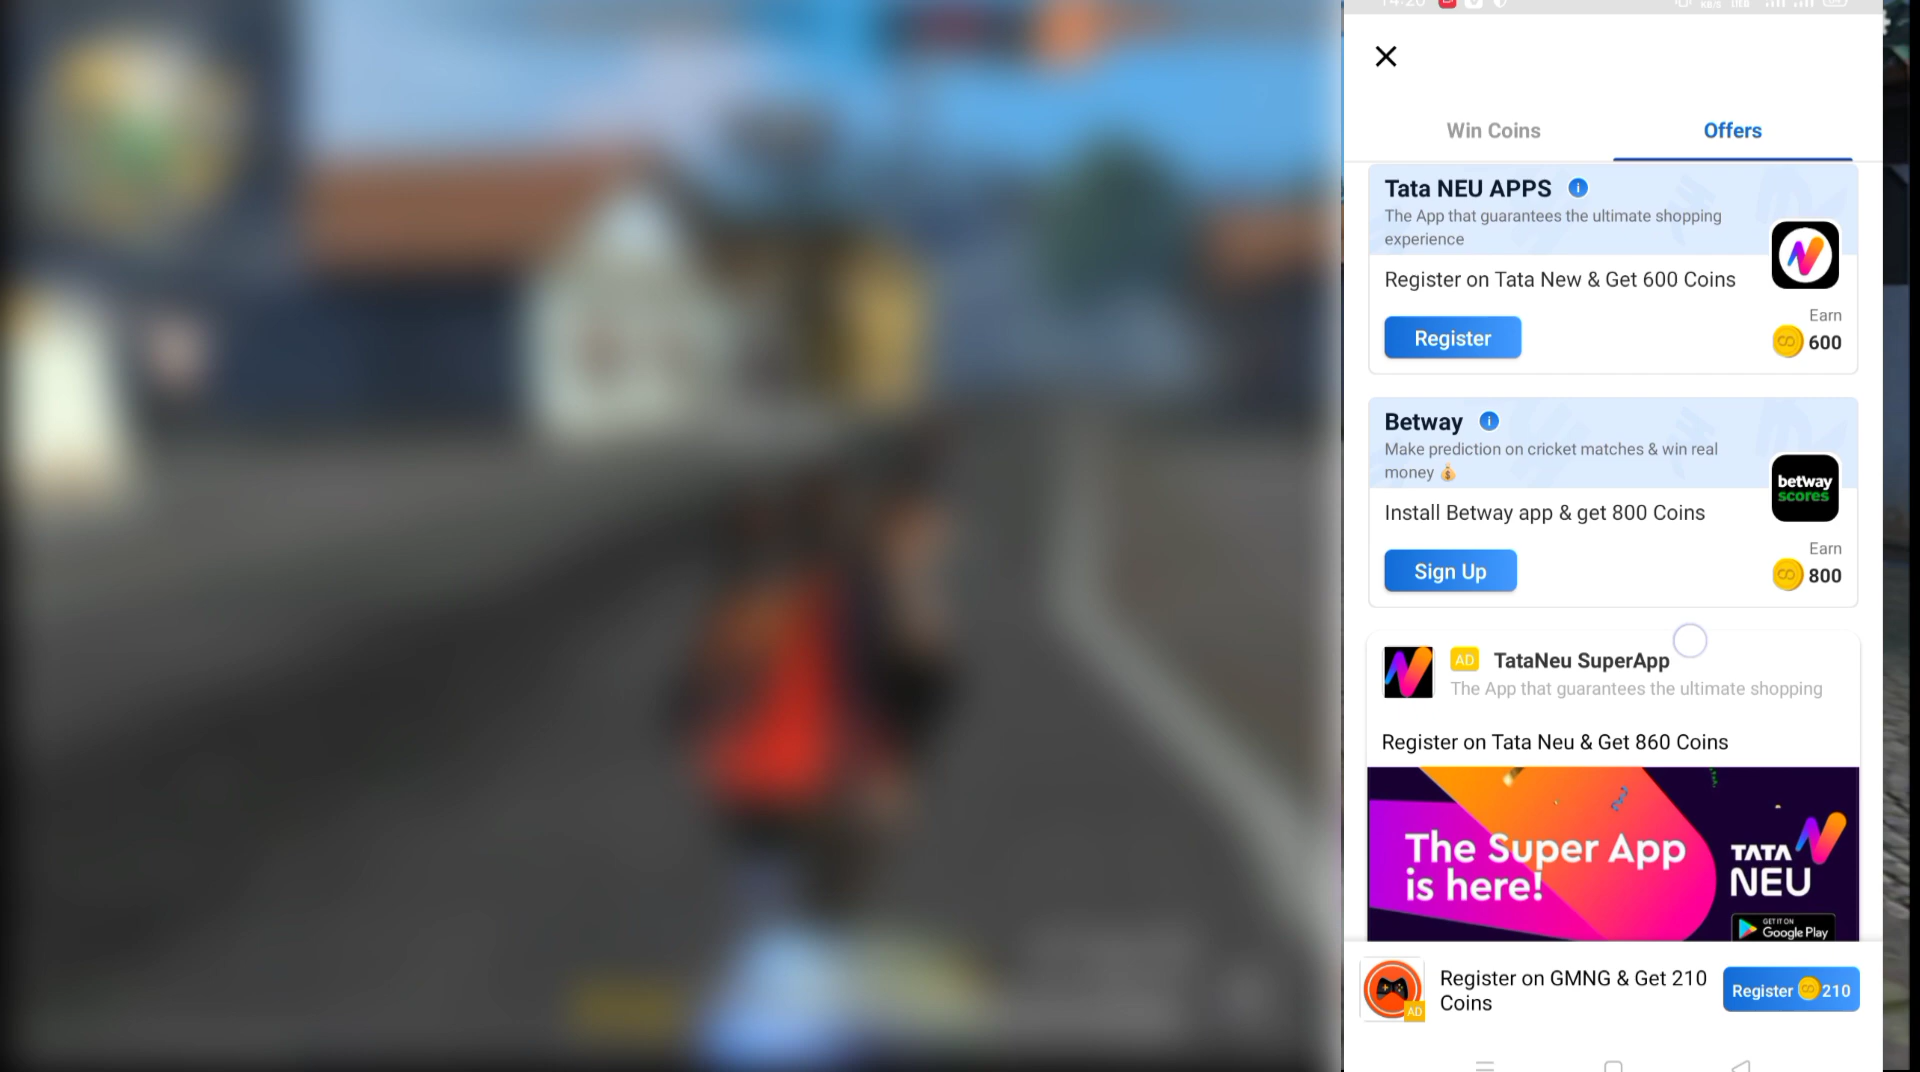 14:20
Win Coins
Offers
Tata NEU APPS
The App that guarantees the ultimate shopping
experience
Register on Tata New & Get 600 Coins
Earn
Register
600
Betway
Make prediction on cricket matches & win real
money 💰
betway
scores
Install Betway app & get 800 Coins
Earn
Sign Up
800
AD TataNeu SuperApp
The App that guarantees the ultimate shopping
Register on Tata Neu & Get 860 Coins
The Super App
is here!
TATA
NEU
GET IT ON
Google Play
Register on GMNG & Get 210
Coins
AD
Register 210